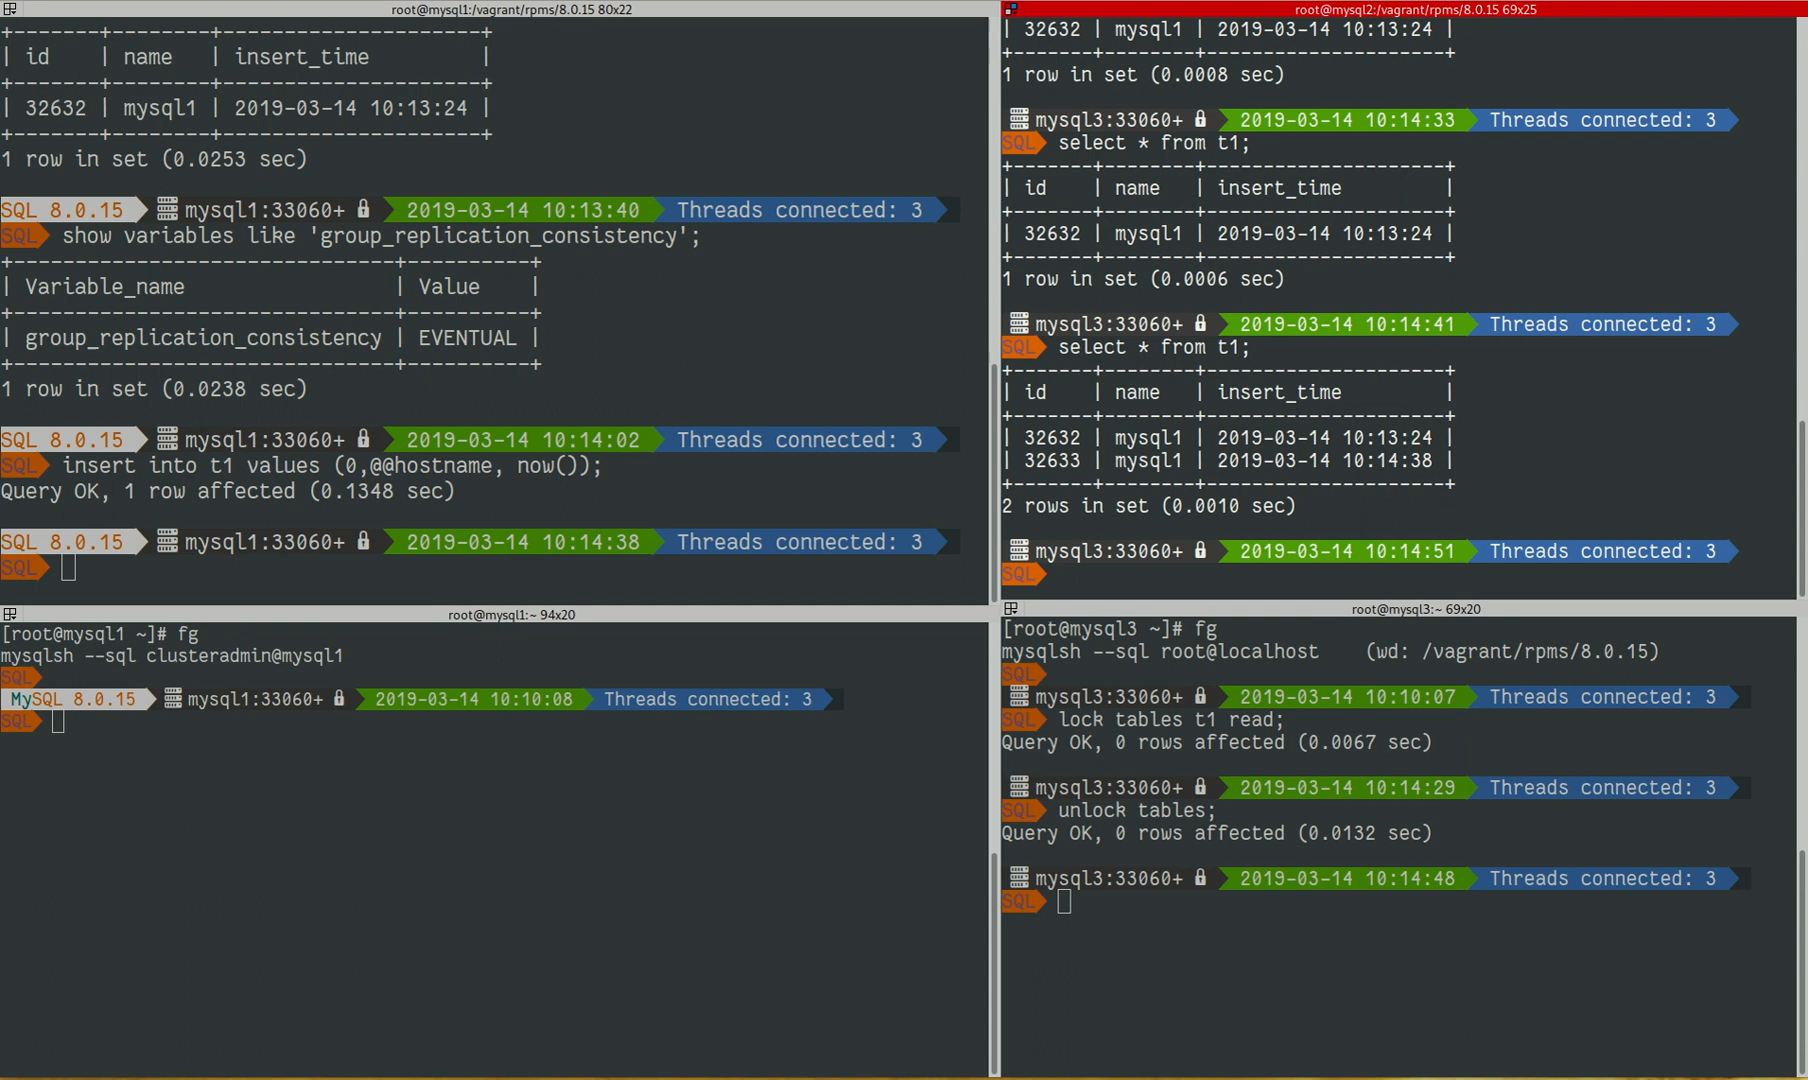 root@mysql1:/vagrant/rpms/8.0.15 80x22
+-------+--------+---------------------+
| id    | name   | insert_time         |
+-------+--------+---------------------+
| 32632 | mysql1 | 2019-03-14 10:13:24 |
+-------+--------+---------------------+
1 row in set (0.0253 sec)
SQL 8.0.15 mysql1:33060+ 2019-03-14 10:13:40 Threads connected: 3
SQL show variables like 'group_replication_consistency';
+-------------------------------+----------+
| Variable_name                 | Value    |
+-------------------------------+----------+
| group_replication_consistency | EVENTUAL |
+-------------------------------+----------+
1 row in set (0.0238 sec)
SQL 8.0.15 mysql1:33060+ 2019-03-14 10:14:02 Threads connected: 3
SQL insert into t1 values (0,@@hostname, now());
Query OK, 1 row affected (0.1348 sec)
SQL 8.0.15 mysql1:33060+ 2019-03-14 10:14:38 Threads connected: 3
SQL
root@mysql2:/vagrant/rpms/8.0.15 69x25
| 32632 | mysql1 | 2019-03-14 10:13:24 |
+-------+--------+---------------------+
1 row in set (0.0008 sec)
mysql3:33060+ 2019-03-14 10:14:33 Threads connected: 3
SQL select * from t1;
+-------+--------+---------------------+
| id    | name   | insert_time         |
+-------+--------+---------------------+
| 32632 | mysql1 | 2019-03-14 10:13:24 |
+-------+--------+---------------------+
1 row in set (0.0006 sec)
mysql3:33060+ 2019-03-14 10:14:41 Threads connected: 3
SQL select * from t1;
+-------+--------+---------------------+
| id    | name   | insert_time         |
+-------+--------+---------------------+
| 32632 | mysql1 | 2019-03-14 10:13:24 |
| 32633 | mysql1 | 2019-03-14 10:14:38 |
+-------+--------+---------------------+
2 rows in set (0.0010 sec)
mysql3:33060+ 2019-03-14 10:14:51 Threads connected: 3
SQL
root@mysql1:~ 94x20
[root@mysql1 ~]# fg
mysqlsh --sql clusteradmin@mysql1
SQL
MySQL 8.0.15 mysql1:33060+ 2019-03-14 10:10:08 Threads connected: 3
SQL
root@mysql3:~ 69x20
[root@mysql3 ~]# fg
mysqlsh --sql root@localhost    (wd: /vagrant/rpms/8.0.15)
SQL
mysql3:33060+ 2019-03-14 10:10:07 Threads connected: 3
SQL lock tables t1 read;
Query OK, 0 rows affected (0.0067 sec)
mysql3:33060+ 2019-03-14 10:14:29 Threads connected: 3
SQL unlock tables;
Query OK, 0 rows affected (0.0132 sec)
mysql3:33060+ 2019-03-14 10:14:48 Threads connected: 3
SQL